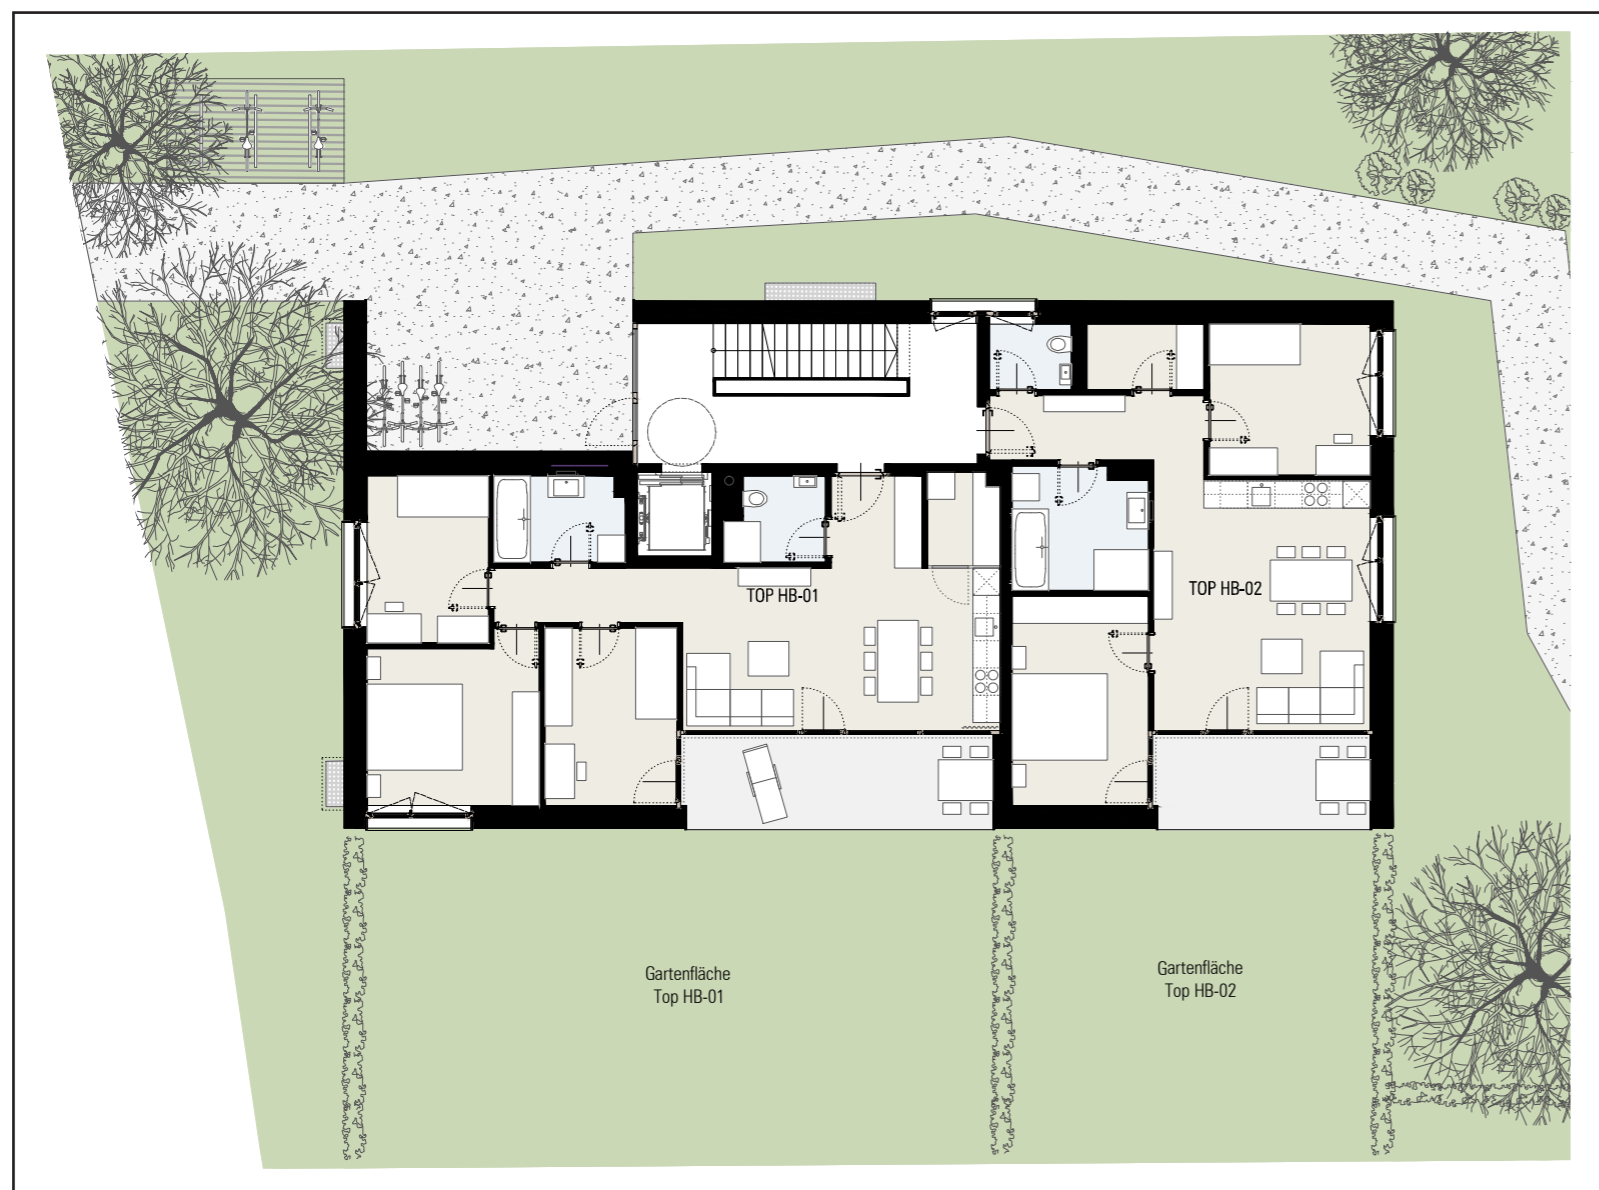 TOP HB-01
TOP HB-02
Gartenfläche
Top HB-01
Gartenfläche
Top HB-02